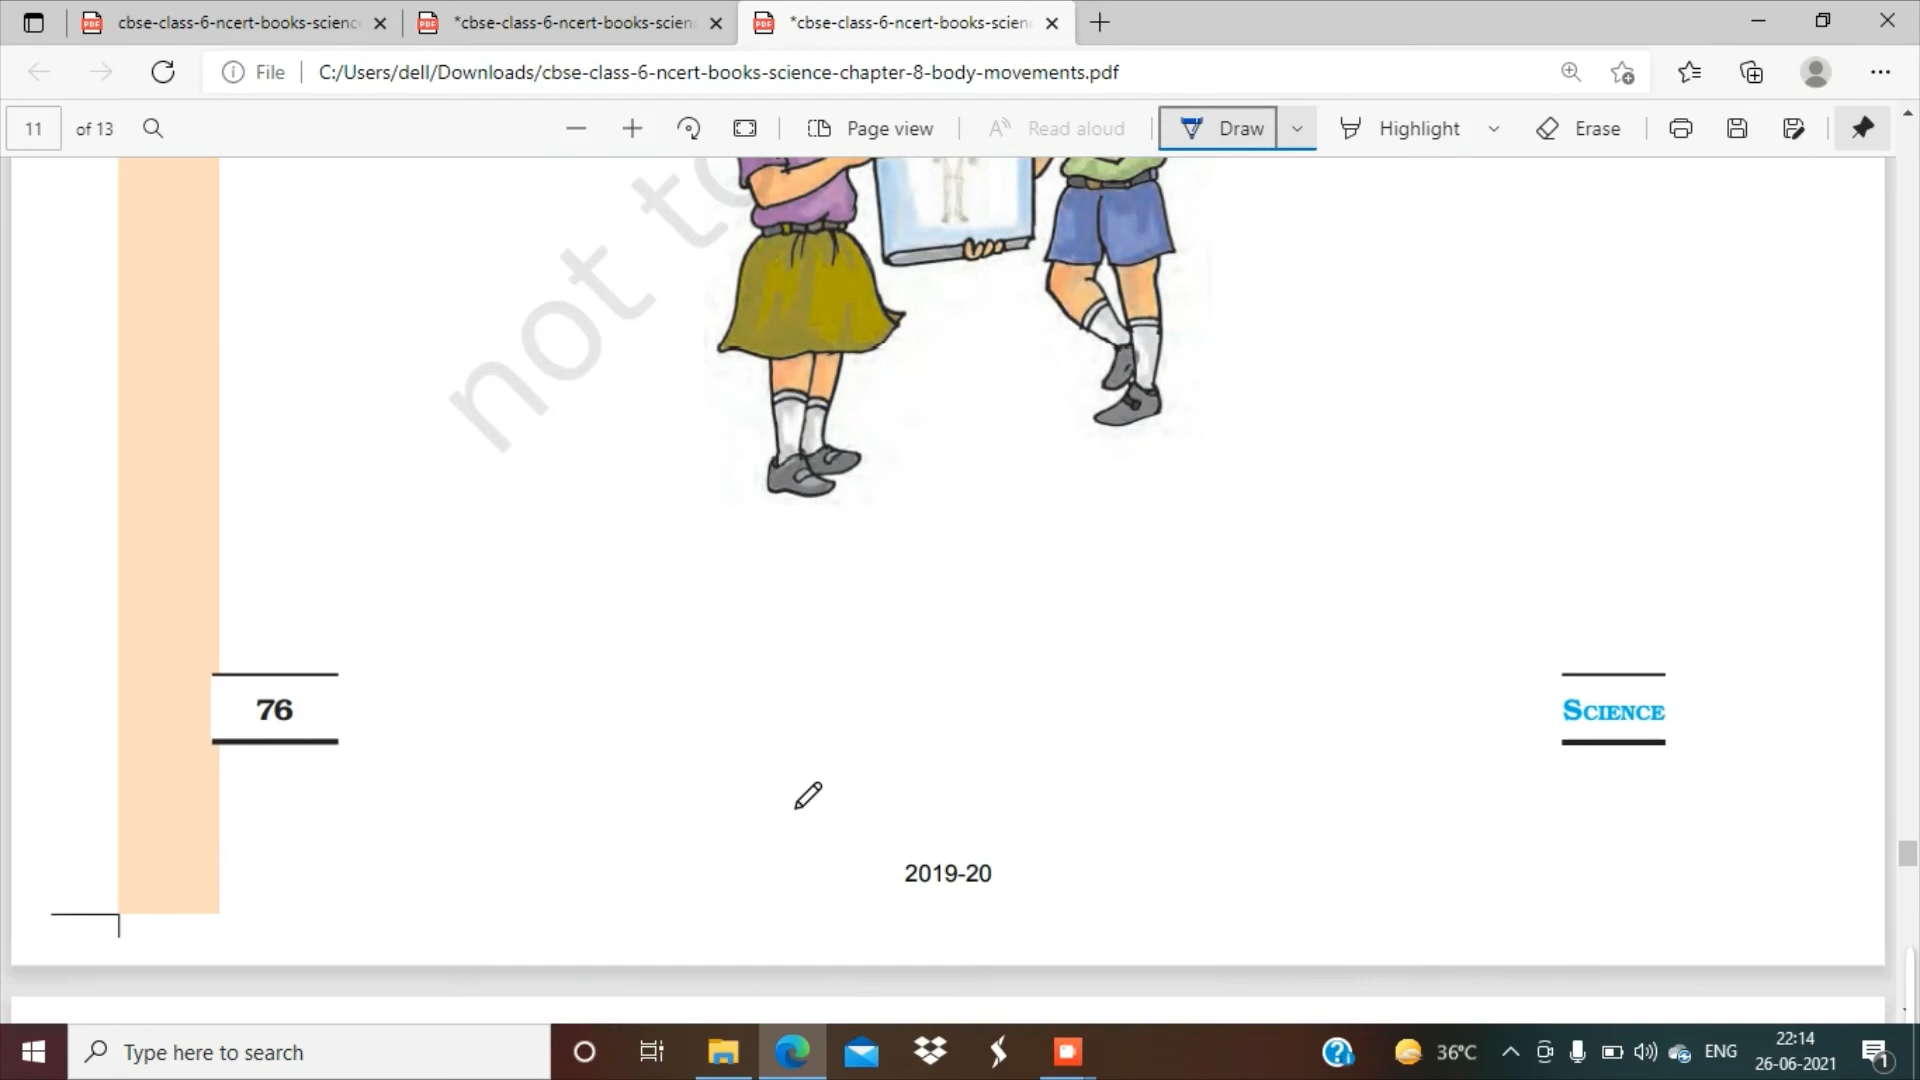 cbse-class-6-ncert-books-science
*cbse-class-6-ncert-books-scien
*cbse-class-6-ncert-books-scien
File
C:/Users/dell/Downloads/cbse-class-6-ncert-books-science-chapter-8-body-movements.pdf
11 of 13
Page view
Read aloud
Draw
Highlight
Erase
not to
76
SCIENCE
2019-20
Type here to search
36°C
ENG
22:14
26-06-2021
1